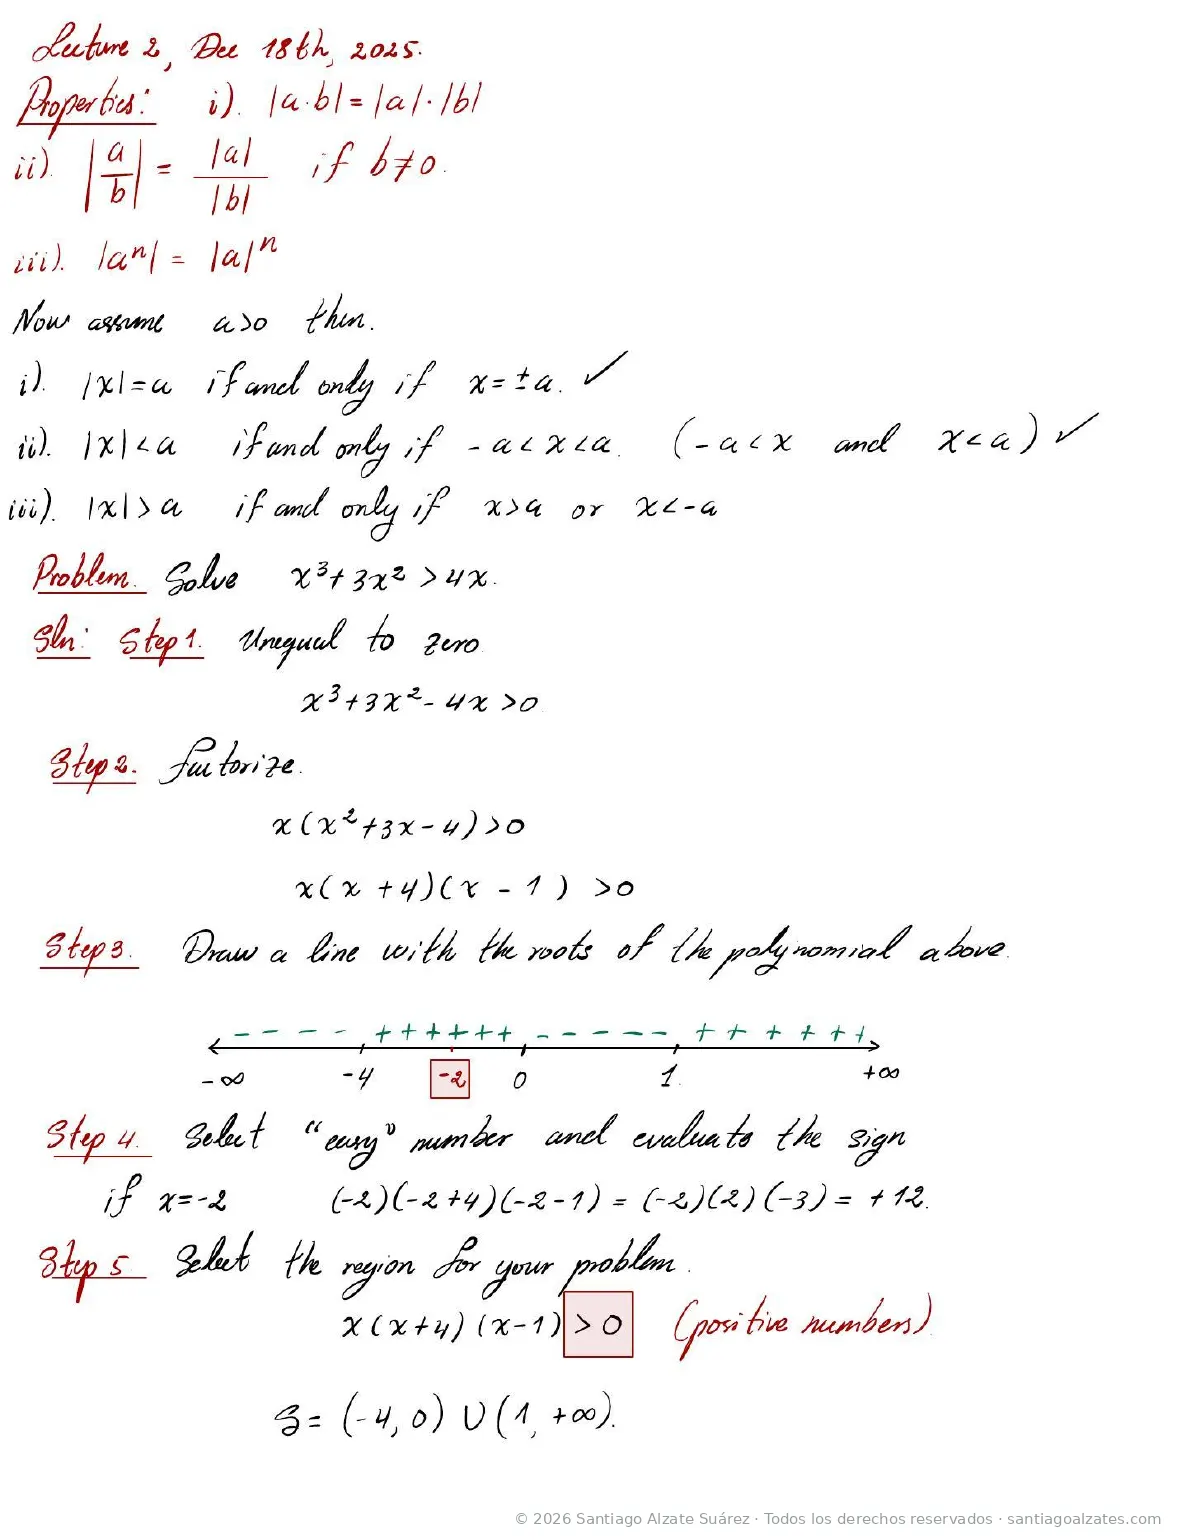 Lecture 2, Dec 18th, 2025.
Properties: i). |a·b| = |a|·|b|
ii). |a/b| = |a|/|b| if b≠0.
iii). |aⁿ| = |a|ⁿ
Now assume a>0 then.
i). |x|=a if and only if x=±a. ✓
ii). |x|<a if and only if -a<x<a. (-a<x and x<a) ✓
iii). |x|>a if and only if x>a or x<-a
Problem. Solve x³+3x²>4x.
Sln: Step 1. Unequal to zero
x³+3x²-4x>0
Step 2. factorize.
x(x²+3x-4)>0
x(x+4)(x-1)>0
Step 3. Draw a line with the roots of the polynomial above.
- - - - + + + + + + - - - - - + + + + + +
-∞ -4 -2 0 1. +∞
Step 4. Select "easy" number and evaluate the sign
if x=-2 (-2)(-2+4)(-2-1) = (-2)(2)(-3) = +12.
Step 5 Select the region for your problem.
x(x+4)(x-1) > 0 (positive numbers)
S = (-4, 0) ∪ (1, +∞).
© 2026 Santiago Alzate Suárez · Todos los derechos reservados · santiagoalzates.com